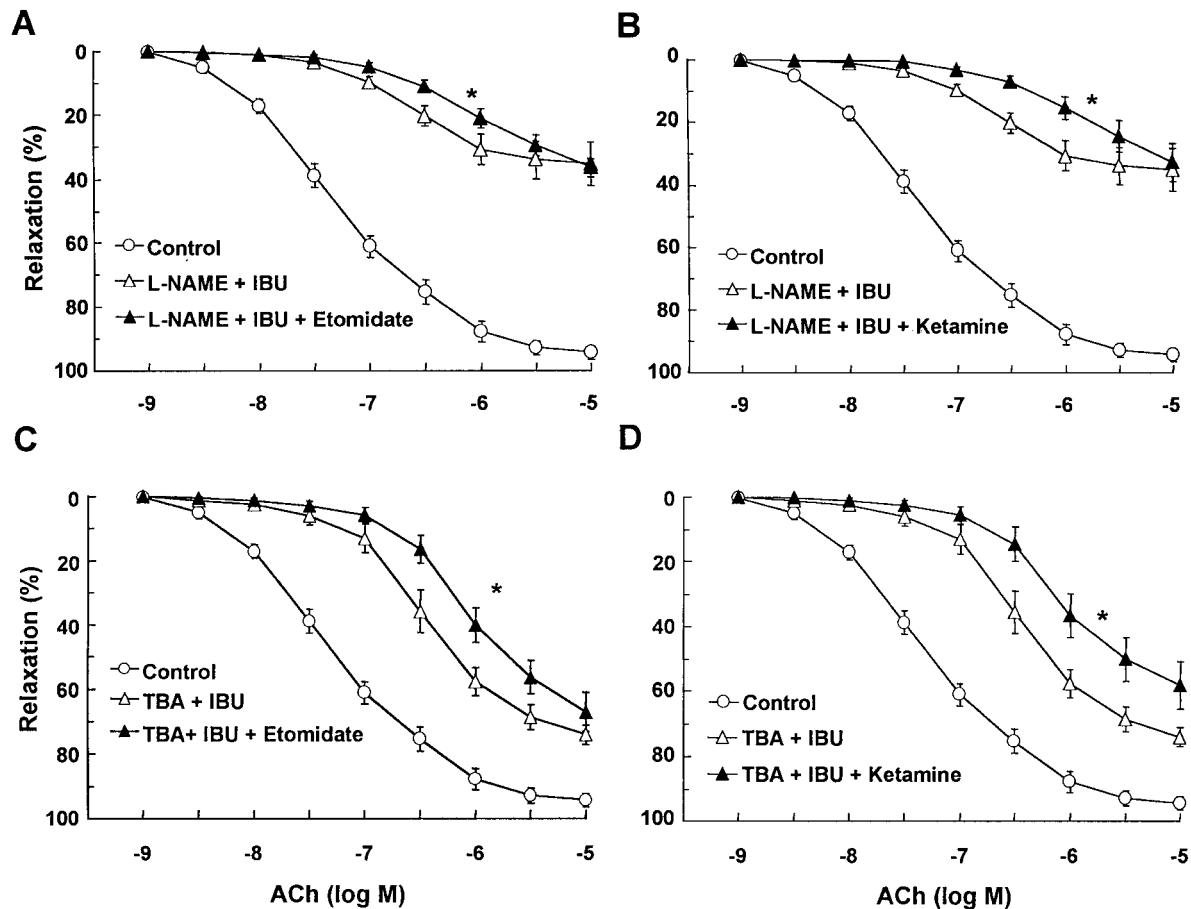 A
Relaxation (%)
0
20
40
60
80
100
Control
L-NAME + IBU
L-NAME + IBU + Etomidate
*
-9 -8 -7 -6 -5
B
0
20
40
60
80
100
Control
L-NAME + IBU
L-NAME + IBU + Ketamine
*
-9 -8 -7 -6 -5
C
Relaxation (%)
0
20
40
60
80
100
Control
TBA + IBU
TBA+ IBU + Etomidate
*
-9 -8 -7 -6 -5
ACh (log M)
D
0
20
40
60
80
100
Control
TBA + IBU
TBA + IBU + Ketamine
*
-9 -8 -7 -6 -5
ACh (log M)